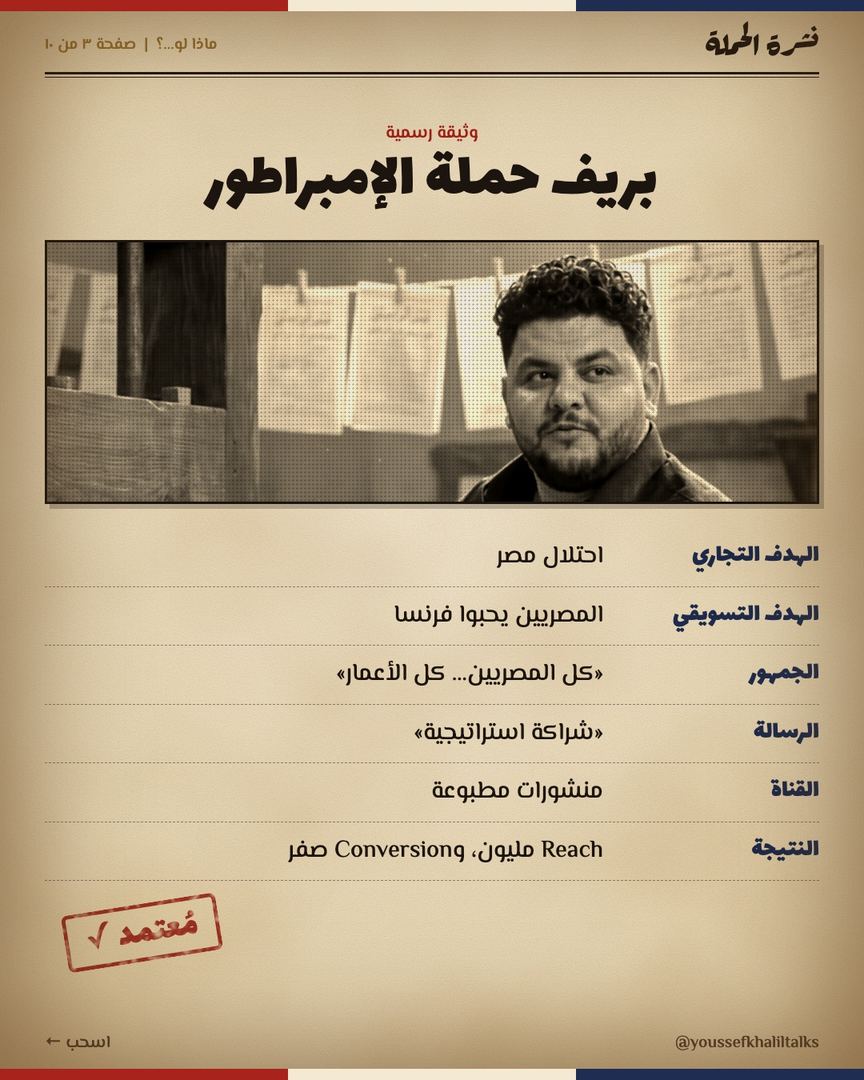 نشرة الحملة
ماذا لو...؟ | صفحة ٣ من ١٠
وثيقة رسمية
بريف حملة الإمبراطور
الهدف التجاري احتلال مصر
الهدف التسويقي المصريين يحبوا فرنسا
الجمهور «كل المصريين... كل الأعمار»
الرسالة «شراكة استراتيجية»
القناة منشورات مطبوعة
النتيجة Reach مليون، وConversion صفر
مُعتمد ✓
@youssefkhaliltalks
اسحب ←